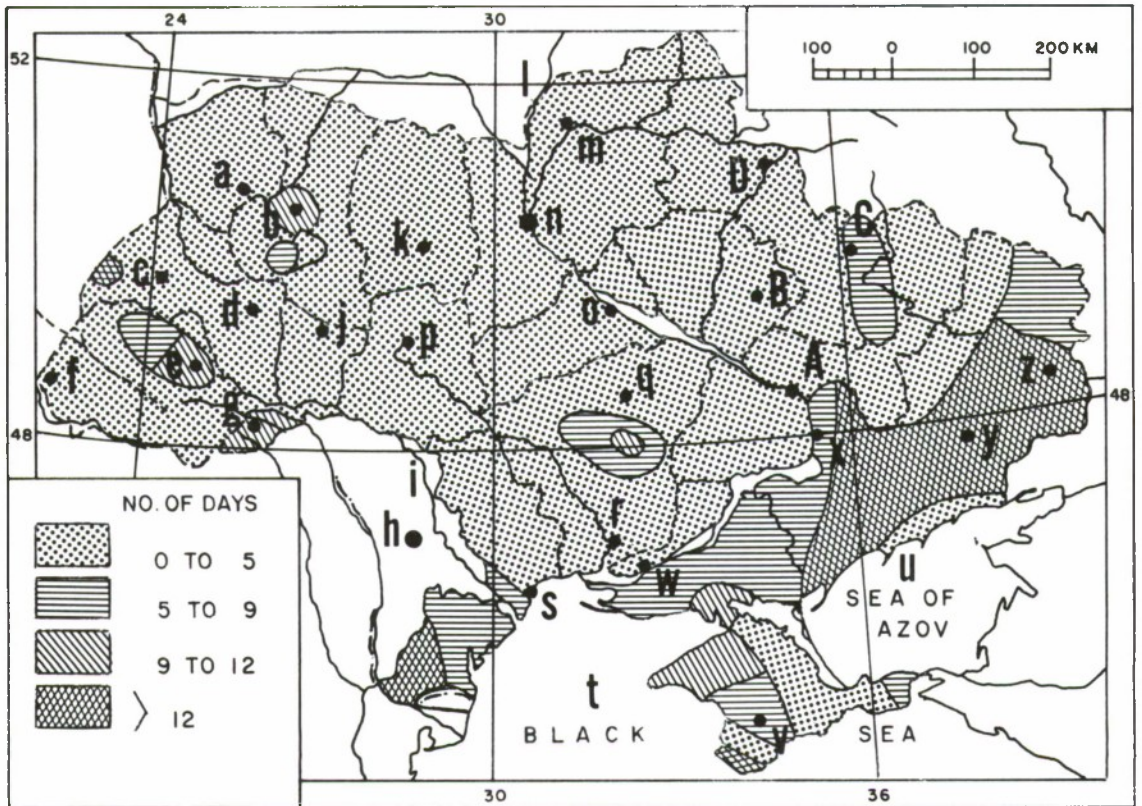 24 30
52
100 0 100 200 KM
l
m
D
a
b
n
G
k
c
B
d
o
j
p
A
f
e
z
g
q
48
48
y
x
i
r
h
NO. OF DAYS
0 TO 5
5 TO 9
9 TO 12
> 12
w
u
s
SEA OF
AZOV
t
BLACK SEA
v
30 36